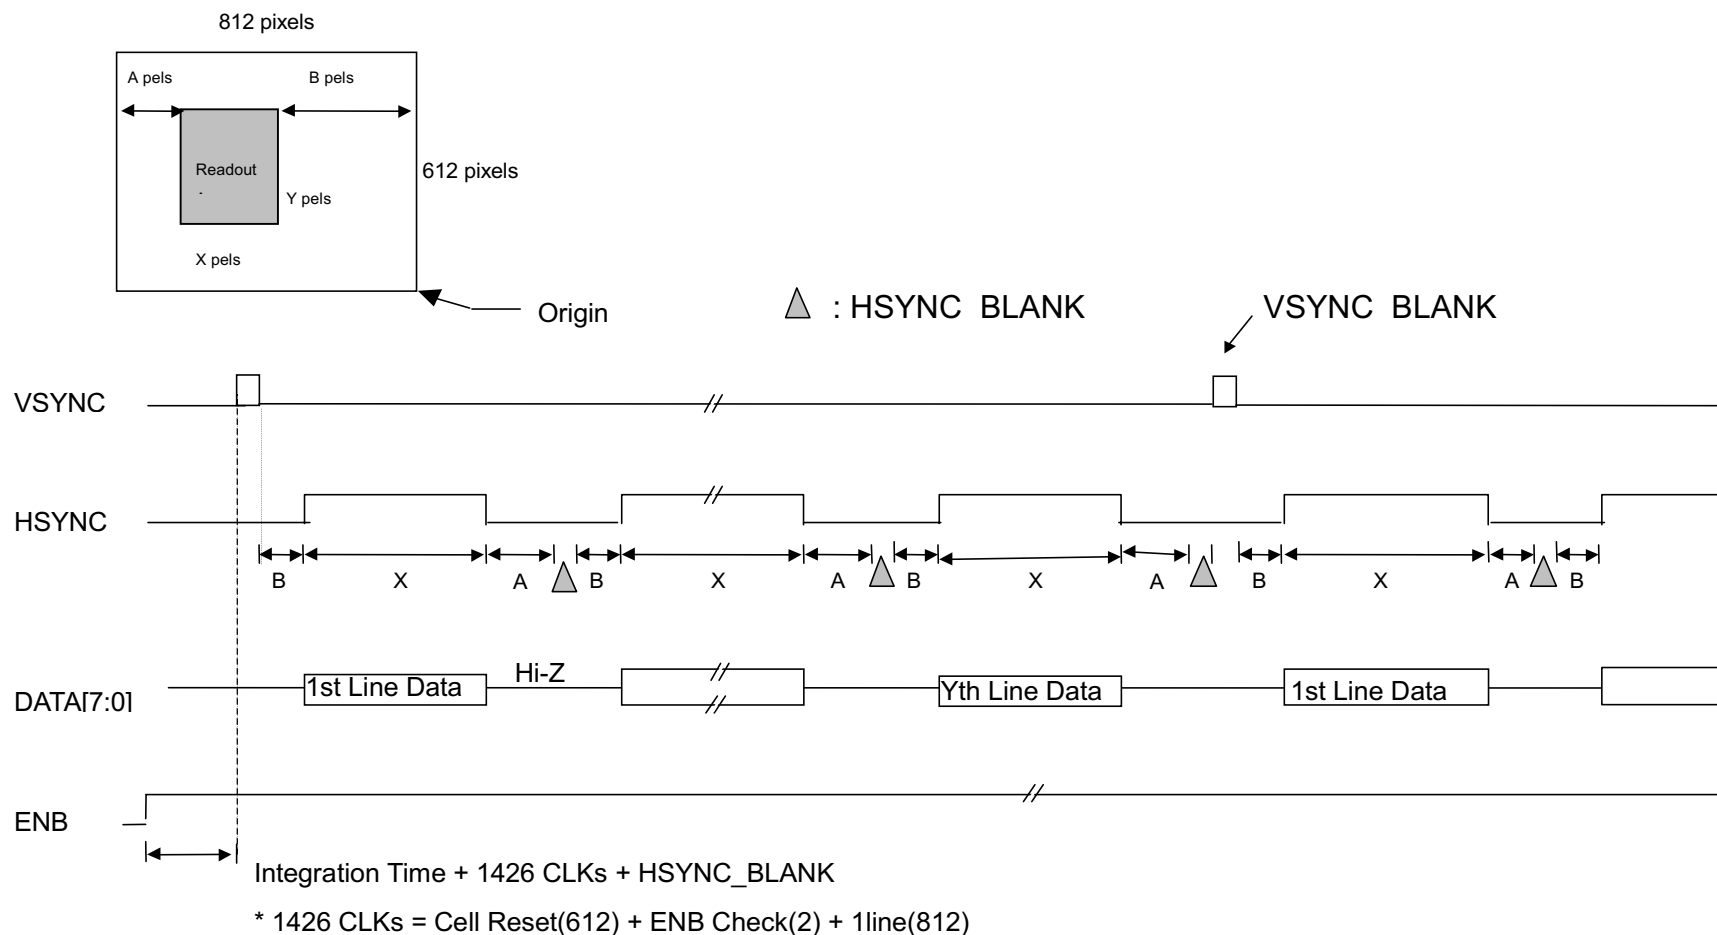 812 pixels
A pels B pels
Readout
612 pixels
Y pels
X pels
Origin
: HSYNC BLANK
VSYNC BLANK
VSYNC
HSYNC
B X A B X A B X A B X A B
Hi-Z
1st Line Data
Yth Line Data
1st Line Data
DATA[7:0]
ENB
Integration Time + 1426 CLKs + HSYNC_BLANK
* 1426 CLKs = Cell Reset(612) + ENB Check(2) + 1line(812)